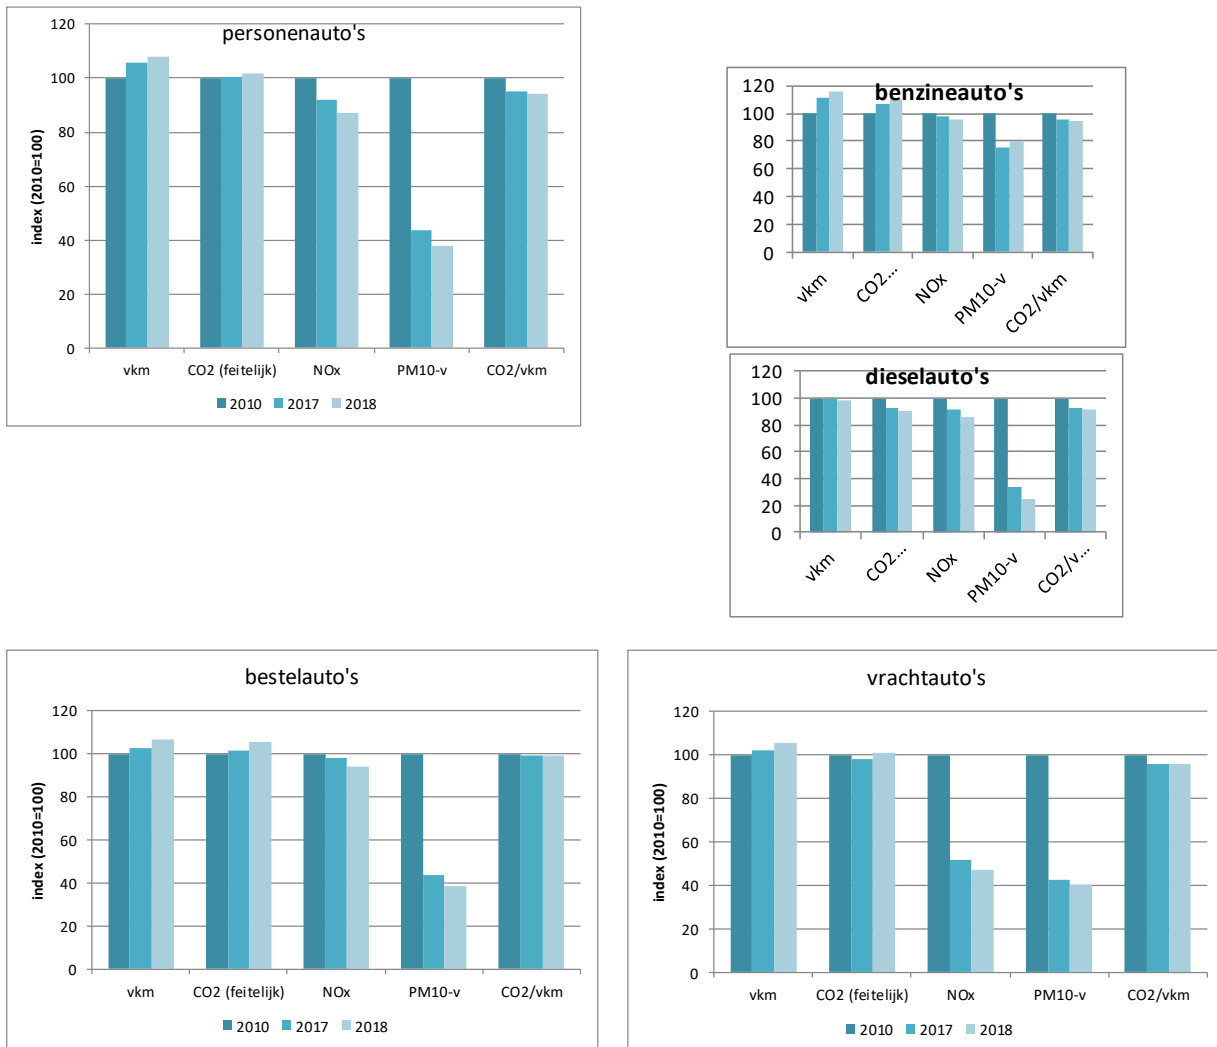 personenauto's
index (2010=100)
120
100
80
60
40
20
0
vkm CO2 (feitelijk) NOx PM10-v CO2/vkm
2010 2017 2018
benzineauto's
120
100
80
60
40
20
0
vkm CO2... NOx PM10-v CO2/vkm
dieselauto's
120
100
80
60
40
20
0
vkm CO2... NOx PM10-v CO2/v...
bestelauto's
index (2010=100)
120
100
80
60
40
20
0
vkm CO2 (feitelijk) NOx PM10-v CO2/vkm
2010 2017 2018
vrachtauto's
index (2010=100)
120
100
80
60
40
20
0
vkm CO2 (feitelijk) NOx PM10-v CO2/vkm
2010 2017 2018